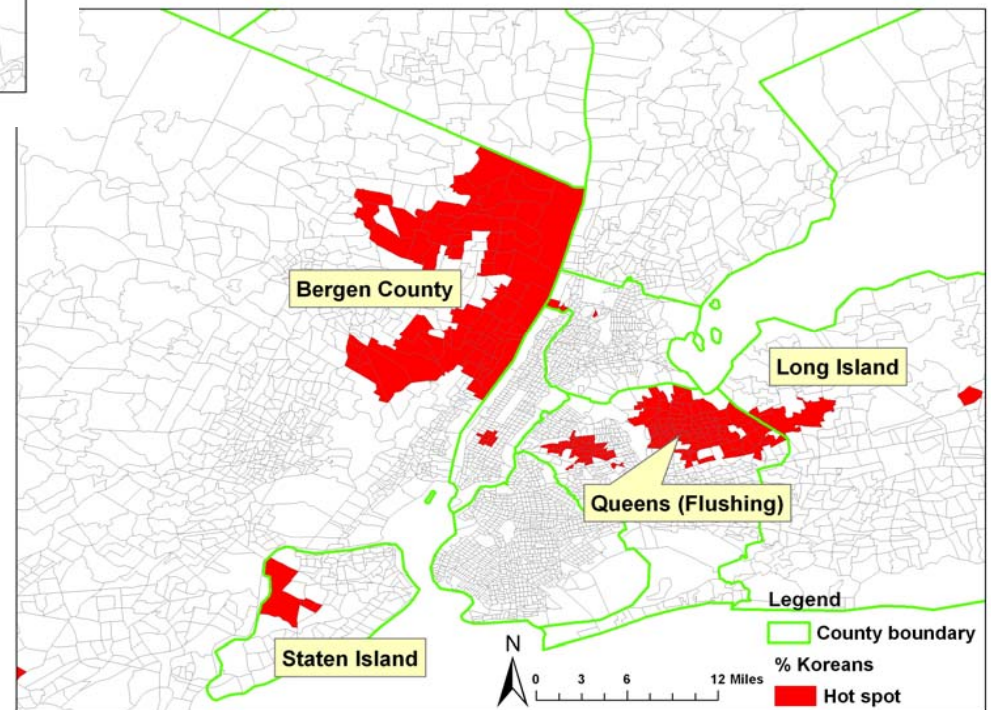 Bergen County
Long Island
Queens (Flushing)
Staten Island
N
0 3 6 12 Miles
Legend
County boundary
% Koreans
Hot spot